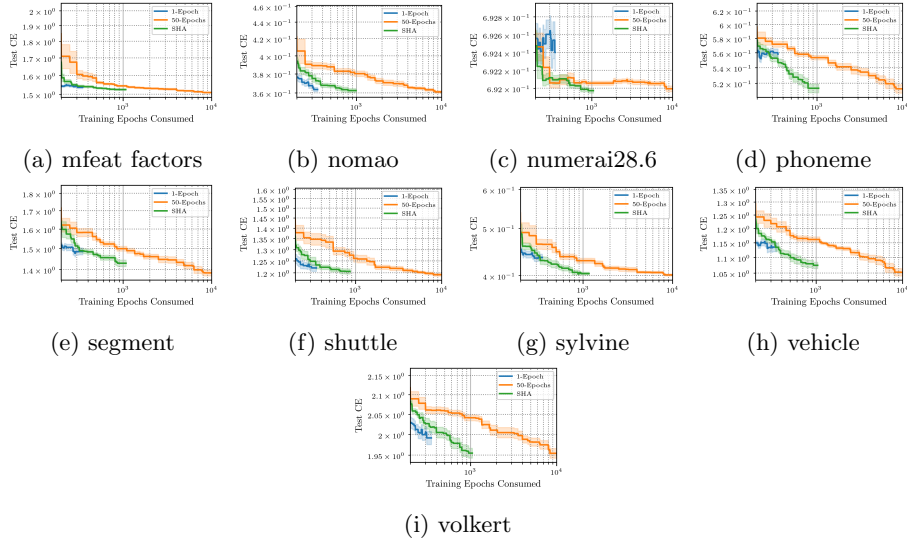 Test CE
2 × 10⁰
1.9 × 10⁰
1.8 × 10⁰
1.7 × 10⁰
1.6 × 10⁰
1.5 × 10⁰
10³
10⁴
Training Epochs Consumed
1-Epoch
50-Epochs
SHA
(a) mfeat factors
Test CE
4.6 × 10⁻¹
4.4 × 10⁻¹
4.2 × 10⁻¹
4 × 10⁻¹
3.8 × 10⁻¹
3.6 × 10⁻¹
10³
10⁴
Training Epochs Consumed
1-Epoch
50-Epochs
SHA
(b) nomao
Test CE
6.928 × 10⁻¹
6.926 × 10⁻¹
6.924 × 10⁻¹
6.922 × 10⁻¹
6.92 × 10⁻¹
10³
10⁴
Training Epochs Consumed
1-Epoch
50-Epochs
SHA
(c) numerai28.6
Test CE
6.2 × 10⁻¹
6 × 10⁻¹
5.8 × 10⁻¹
5.6 × 10⁻¹
5.4 × 10⁻¹
5.2 × 10⁻¹
10³
10⁴
Training Epochs Consumed
1-Epoch
50-Epochs
SHA
(d) phoneme
Test CE
1.8 × 10⁰
1.7 × 10⁰
1.6 × 10⁰
1.5 × 10⁰
1.4 × 10⁰
10³
10⁴
Training Epochs Consumed
1-Epoch
50-Epochs
SHA
(e) segment
Test CE
1.6 × 10⁰
1.55 × 10⁰
1.5 × 10⁰
1.45 × 10⁰
1.4 × 10⁰
1.35 × 10⁰
1.3 × 10⁰
1.25 × 10⁰
1.2 × 10⁰
10³
10⁴
Training Epochs Consumed
1-Epoch
50-Epochs
SHA
(f) shuttle
Test CE
6 × 10⁻¹
5 × 10⁻¹
4 × 10⁻¹
10³
10⁴
Training Epochs Consumed
1-Epoch
50-Epochs
SHA
(g) sylvine
Test CE
1.35 × 10⁰
1.3 × 10⁰
1.25 × 10⁰
1.2 × 10⁰
1.15 × 10⁰
1.1 × 10⁰
1.05 × 10⁰
10³
10⁴
Training Epochs Consumed
1-Epoch
50-Epochs
SHA
(h) vehicle
Test CE
2.15 × 10⁰
2.1 × 10⁰
2.05 × 10⁰
2 × 10⁰
1.95 × 10⁰
10³
10⁴
Training Epochs Consumed
1-Epoch
50-Epochs
SHA
(i) volkert